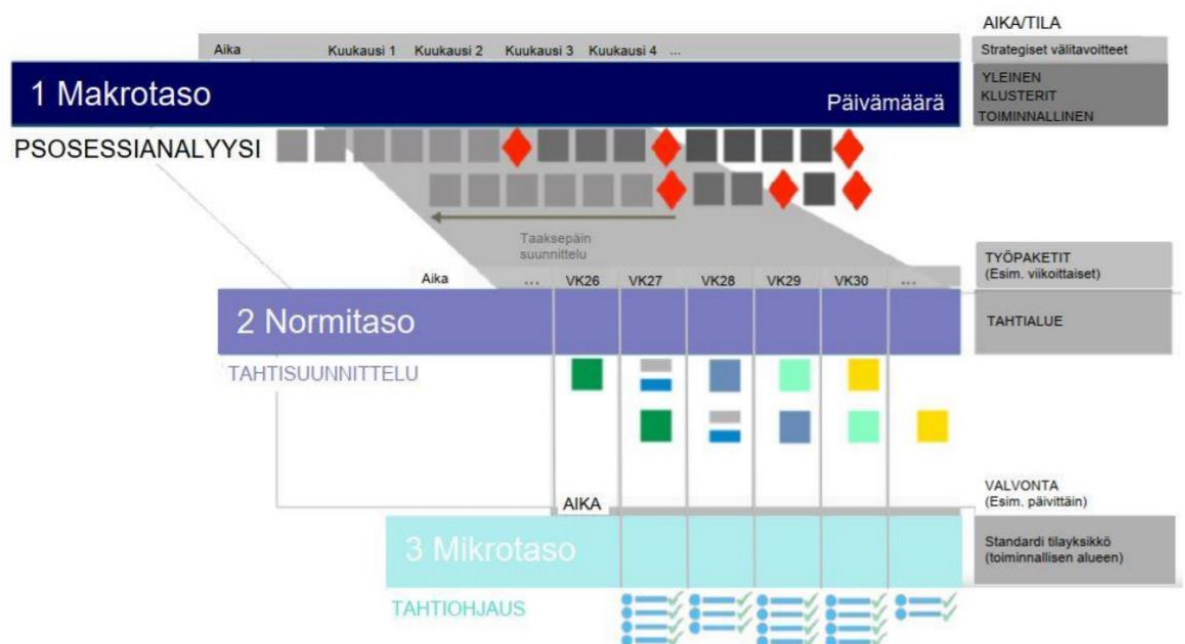 AIKA/TILA
Aika Kuukausi 1 Kuukausi 2 Kuukausi 3 Kuukausi 4 ...
Strategiset välitavoitteet
1 Makrotaso
Päivämäärä
YLEINEN
KLUSTERIT
TOIMINNALLINEN
PSOSESSIANALYYSI
Taaksepäin
suunnittelu
TYÖPAKETIT
(Esim. viikoittaiset)
Aika ... VK26 VK27 VK28 VK29 VK30 ...
2 Normitaso
TAHTIALUE
TAHTISUUNNITTELU
VALVONTA
(Esim. päivittäin)
AIKA
3 Mikrotaso
Standardi tilayksikkö
(toiminnallisen alueen)
TAHTIOHJAUS